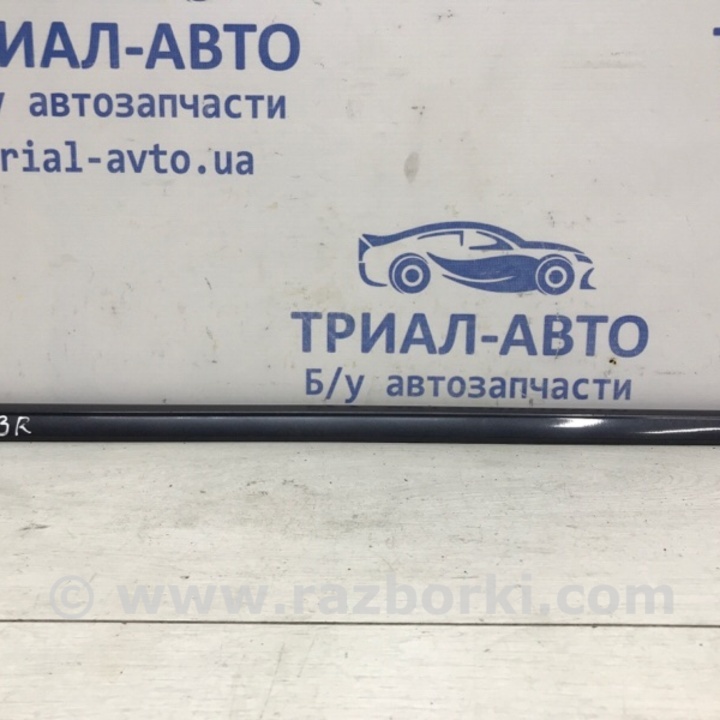 ТРИАЛ-АВТО
/у автозапчасти
rial-avto.ua
ТРИАЛ-АВТО
Б/у автозапчасти
3R
© www.razborki.com